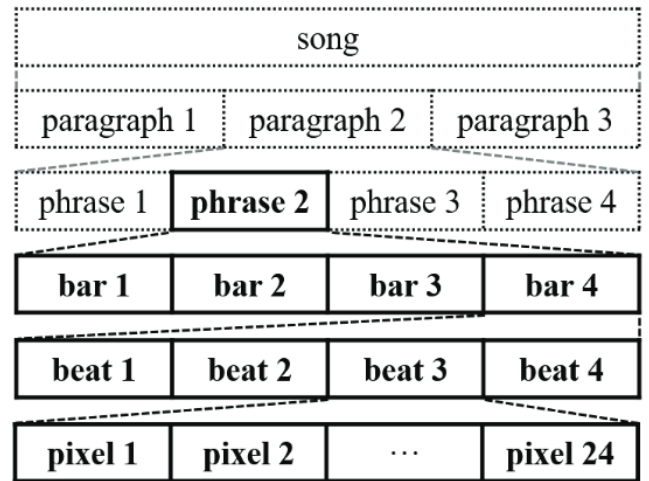 song
paragraph 1 paragraph 2 paragraph 3
phrase 1 phrase 2 phrase 3 phrase 4
bar 1 bar 2 bar 3 bar 4
beat 1 beat 2 beat 3 beat 4
pixel 1 pixel 2 ... pixel 24